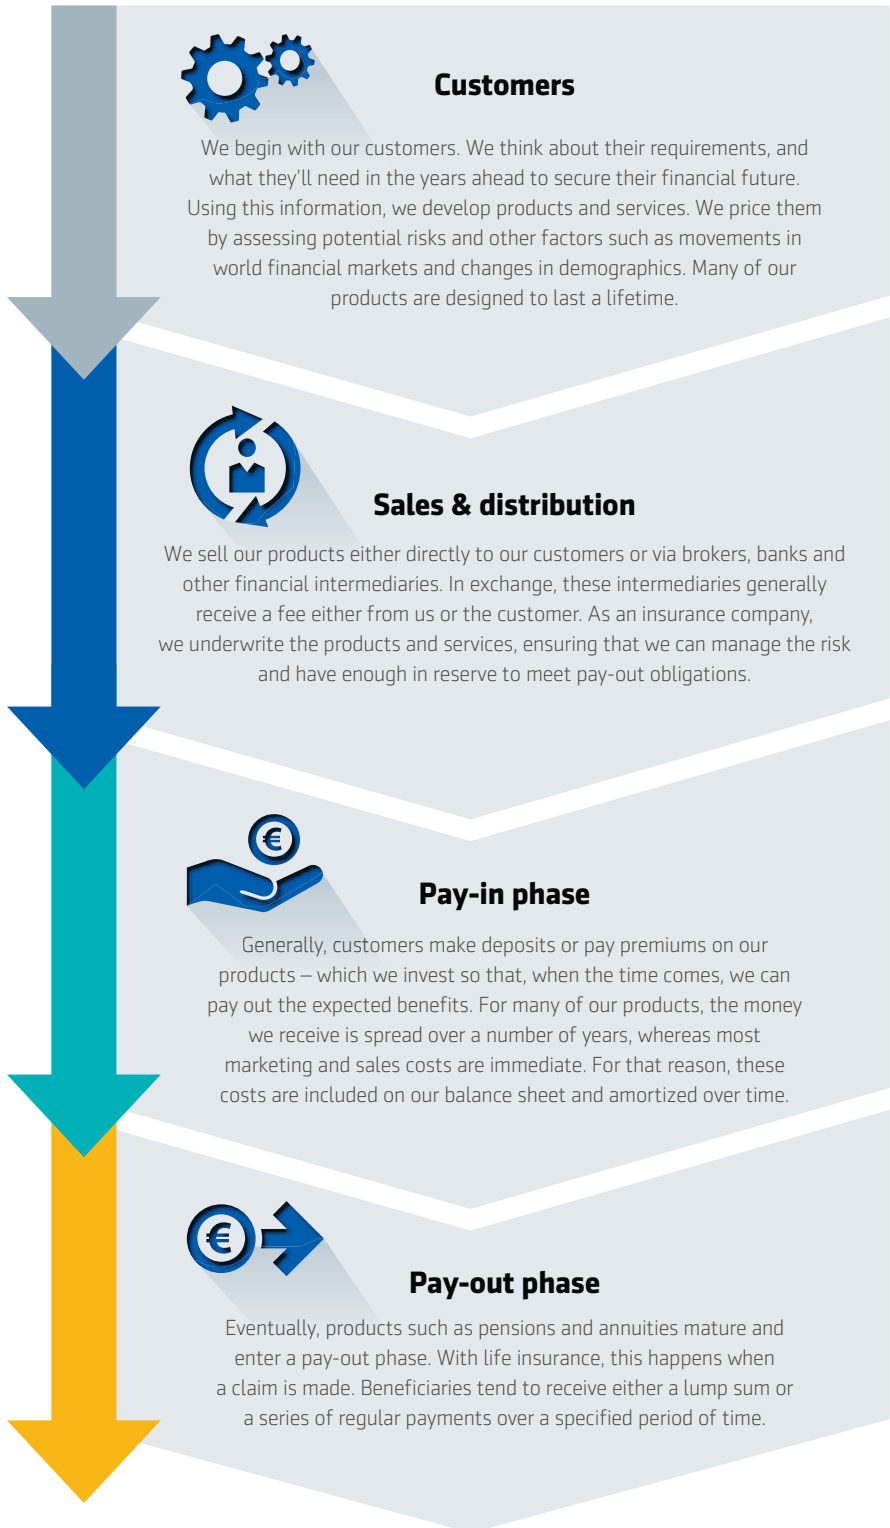 Customers
We begin with our customers. We think about their requirements, and
what they’ll need in the years ahead to secure their financial future.
Using this information, we develop products and services. We price them
by assessing potential risks and other factors such as movements in
world financial markets and changes in demographics. Many of our
products are designed to last a lifetime.
Sales & distribution
We sell our products either directly to our customers or via brokers, banks and
other financial intermediaries. In exchange, these intermediaries generally
receive a fee either from us or the customer. As an insurance company,
we underwrite the products and services, ensuring that we can manage the risk
and have enough in reserve to meet pay-out obligations.
€
Pay-in phase
Generally, customers make deposits or pay premiums on our
products – which we invest so that, when the time comes, we can
pay out the expected benefits. For many of our products, the money
we receive is spread over a number of years, whereas most
marketing and sales costs are immediate. For that reason, these
costs are included on our balance sheet and amortized over time.
€
Pay-out phase
Eventually, products such as pensions and annuities mature and
enter a pay-out phase. With life insurance, this happens when
a claim is made. Beneficiaries tend to receive either a lump sum or
a series of regular payments over a specified period of time.